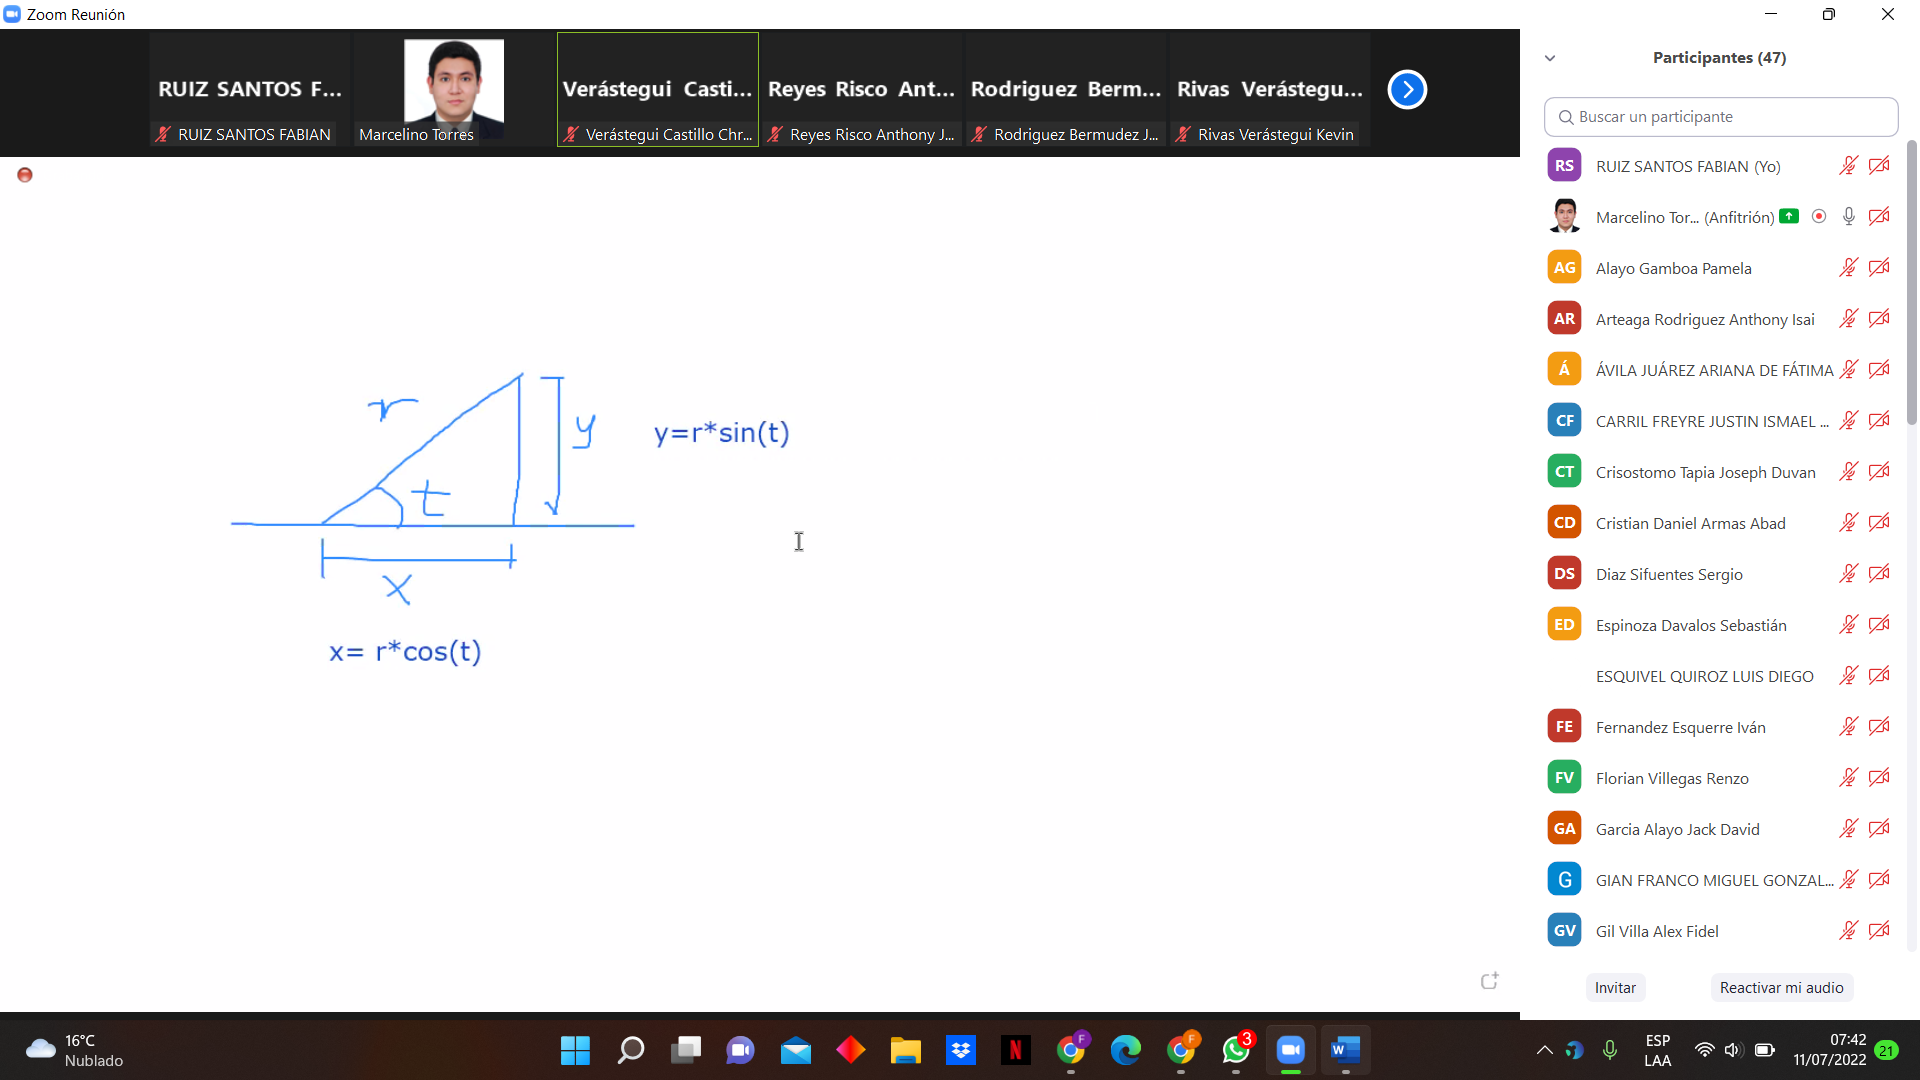 Zoom Reunión
RUIZ SANTOS F...
Verástegui Casti...
Reyes Risco Ant...
Rodriguez Berm...
Rivas Verástegu...
RUIZ SANTOS FABIAN
Marcelino Torres
Verástegui Castillo Chr...
Reyes Risco Anthony J...
Rodriguez Bermudez J...
Rivas Verástegui Kevin
r
y
t
x
y=r*sin(t)
x= r*cos(t)
Participantes (47)
Buscar un participante
RS RUIZ SANTOS FABIAN (Yo)
Marcelino Tor... (Anfitrión)
AG Alayo Gamboa Pamela
AR Arteaga Rodriguez Anthony Isai
Á ÁVILA JUÁREZ ARIANA DE FÁTIMA
CF CARRIL FREYRE JUSTIN ISMAEL ...
CT Crisostomo Tapia Joseph Duvan
CD Cristian Daniel Armas Abad
DS Diaz Sifuentes Sergio
ED Espinoza Davalos Sebastián
ESQUIVEL QUIROZ LUIS DIEGO
FE Fernandez Esquerre Iván
FV Florian Villegas Renzo
GA Garcia Alayo Jack David
G GIAN FRANCO MIGUEL GONZAL...
GV Gil Villa Alex Fidel
Invitar
Reactivar mi audio
16°C
Nublado
N
F
F
3
W
ESP
LAA
07:42
11/07/2022
21